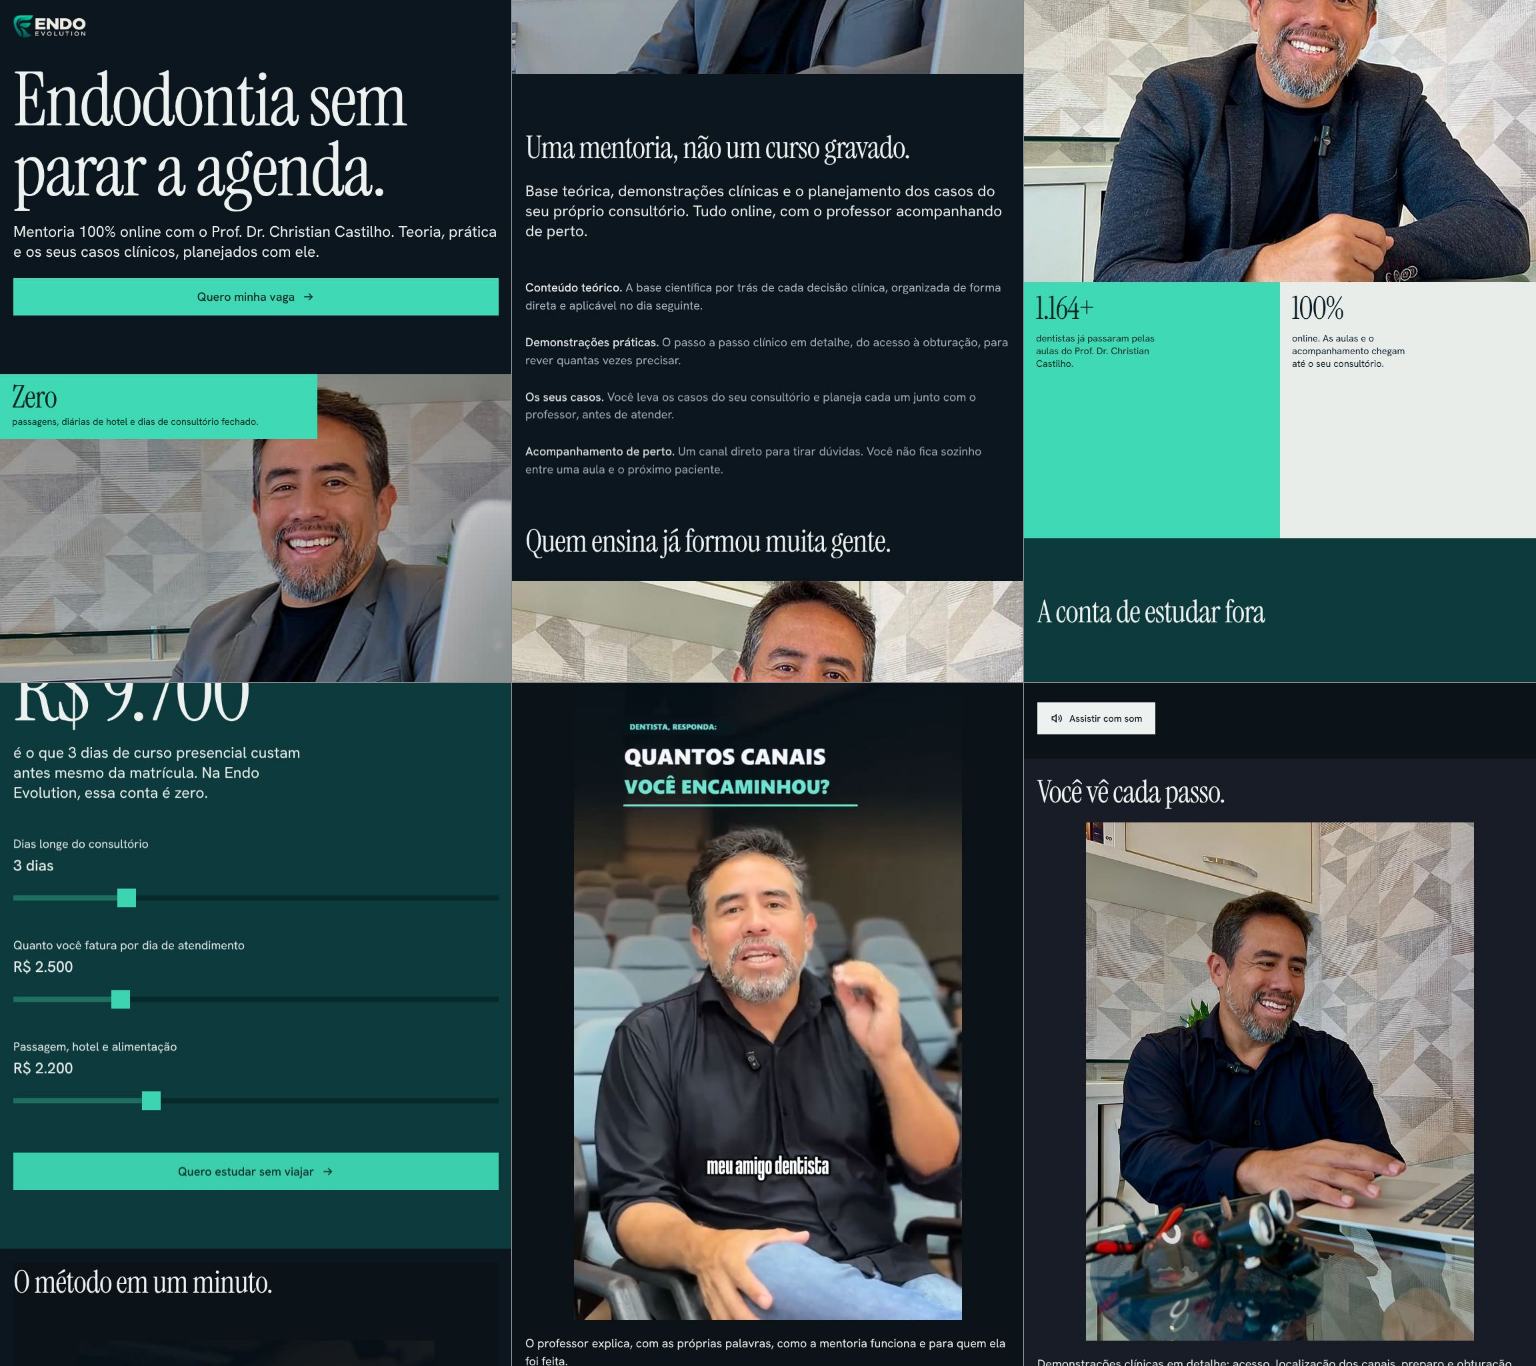 ENDO
EVOLUTION
Endodontia sem
parar a agenda.
Mentoria 100% online com o Prof. Dr. Christian Castilho. Teoria, prática
e os seus casos clínicos, planejados com ele.
Quero minha vaga →
Zero
passagens, diárias de hotel e dias de consultório fechado.
Uma mentoria, não um curso gravado.
Base teórica, demonstrações clínicas e o planejamento dos casos do
seu próprio consultório. Tudo online, com o professor acompanhando
de perto.
Conteúdo teórico. A base científica por trás de cada decisão clínica, organizada de forma
direta e aplicável no dia seguinte.
Demonstrações práticas. O passo a passo clínico em detalhe, do acesso à obturação, para
rever quantas vezes precisar.
Os seus casos. Você leva os casos do seu consultório e planeja cada um junto com o
professor, antes de atender.
Acompanhamento de perto. Um canal direto para tirar dúvidas. Você não fica sozinho
entre uma aula e o próximo paciente.
Quem ensina já formou muita gente.
1.164+
dentistas já passaram pelas
aulas do Prof. Dr. Christian
Castilho.
100%
online. As aulas e o
acompanhamento chegam
até o seu consultório.
A conta de estudar fora
R$ 9.700
é o que 3 dias de curso presencial custam
antes mesmo da matrícula. Na Endo
Evolution, essa conta é zero.
Dias longe do consultório
3 dias
Quanto você fatura por dia de atendimento
R$ 2.500
Passagem, hotel e alimentação
R$ 2.200
Quero estudar sem viajar →
O método em um minuto.
DENTISTA, RESPONDA:
QUANTOS CANAIS
VOCÊ ENCAMINHOU?
meu amigo dentista
O professor explica, com as próprias palavras, como a mentoria funciona e para quem ela
foi feita.
Assistir com som
Você vê cada passo.
Demonstrações clínicas em detalhe: acesso, localização dos canais, preparo e obturação